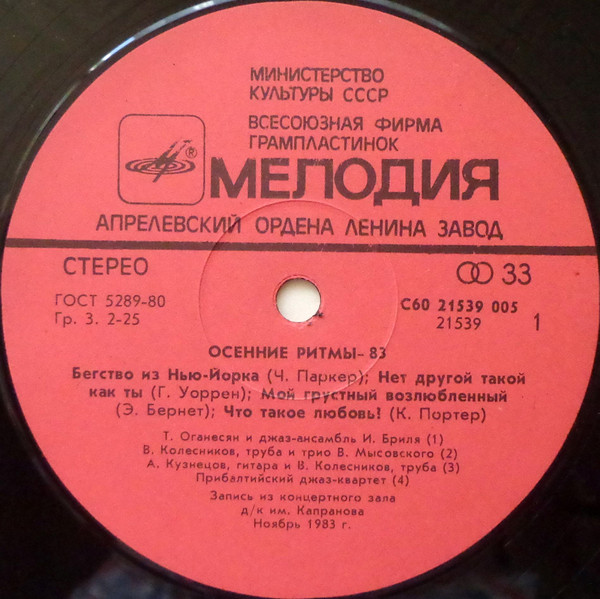 МИНИСТЕРСТВО
КУЛЬТУРЫ СССР
ВСЕСОЮЗНАЯ ФИРМА
ГРАМПЛАСТИНОК
®
МЕЛОДИЯ
АПРЕЛЕВСКИЙ ОРДЕНА ЛЕНИНА ЗАВОД
СТЕРЕО
33
ГОСТ 5289-80
Гр. 3. 2-25
С60 21539 005
21539
1
ОСЕННИЕ РИТМЫ-83
Бегство из Нью-Йорка (Ч. Паркер); Нет другой такой
как ты (Г. Уоррен); Мой грустный возлюбленный
(Э. Бернет); Что такое любовь! (К. Портер)
Т. Оганесян и джаз-ансамбль И. Бриля (1)
В. Колесников, труба и трио В. Мысовского (2)
А. Кузнецов, гитара и В. Колесников, труба (3)
Прибалтийский джаз-квартет (4)
Запись из концертного зала
д/к им. Капранова
Ноябрь 1983 г.